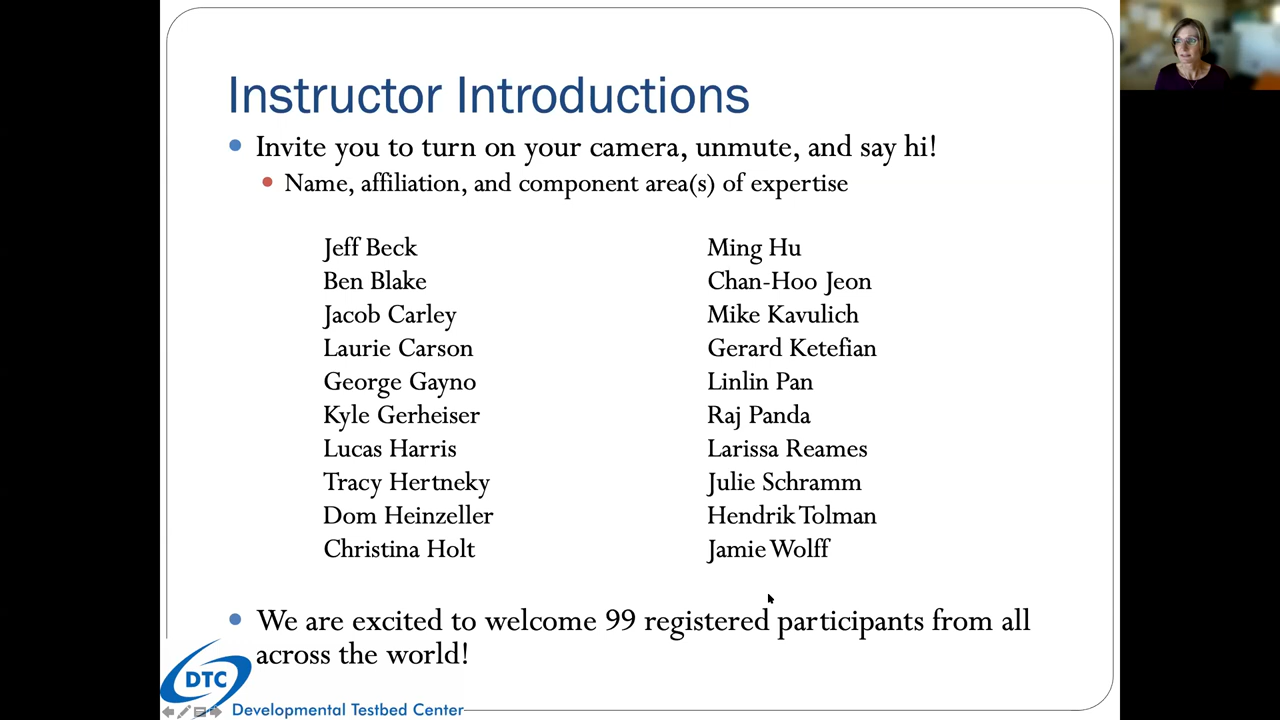 Instructor Introductions
Invite you to turn on your camera, unmute, and say hi!
Name, affiliation, and component area(s) of expertise
Jeff Beck
Ben Blake
Jacob Carley
Laurie Carson
George Gayno
Kyle Gerheiser
Lucas Harris
Tracy Hertneky
Dom Heinzeller
Christina Holt
Ming Hu
Chan-Hoo Jeon
Mike Kavulich
Gerard Ketefian
Linlin Pan
Raj Panda
Larissa Reames
Julie Schramm
Hendrik Tolman
Jamie Wolff
We are excited to welcome 99 registered participants from all
across the world!
DTC
Developmental Testbed Center